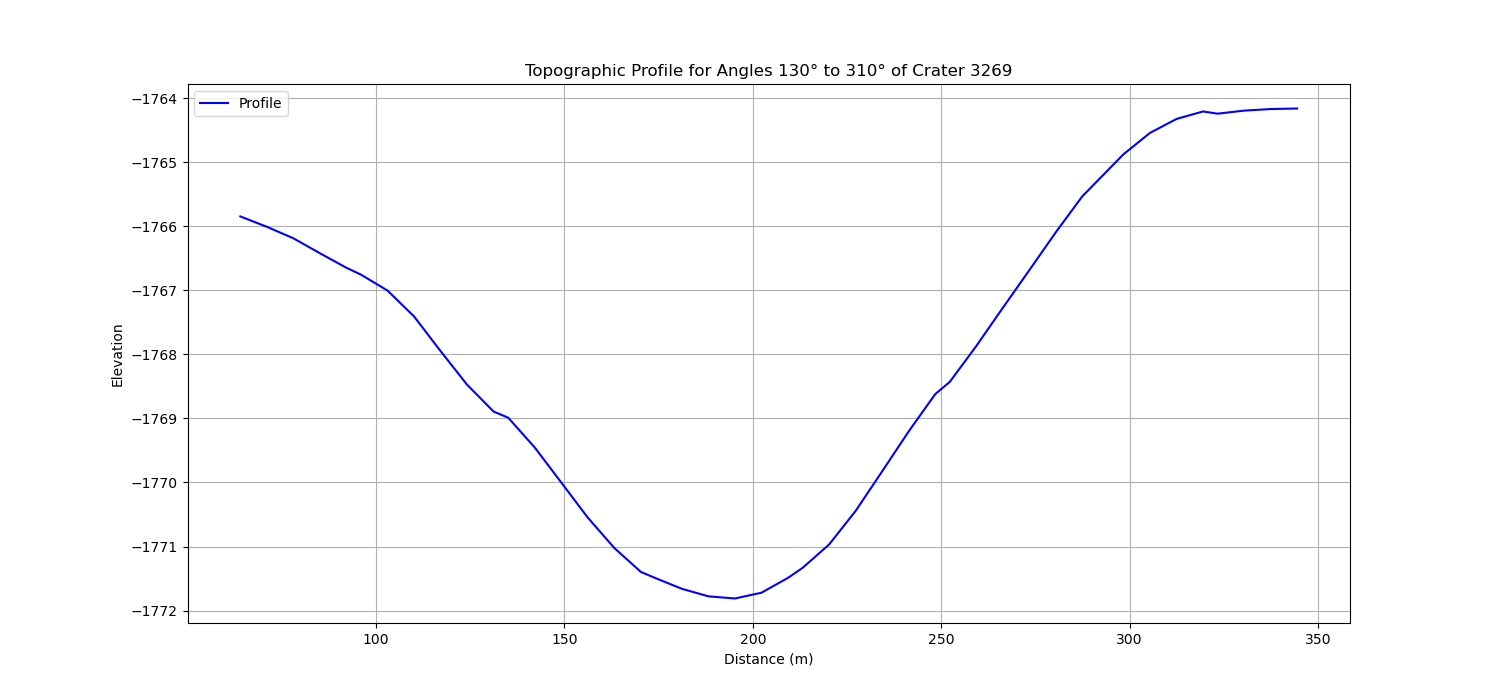 Topographic Profile for Angles 130° to 310° of Crater 3269
Profile
−1764
−1765
−1766
−1767
−1768
−1769
−1770
−1771
−1772
Elevation
100 150 200 250 300 350
Distance (m)